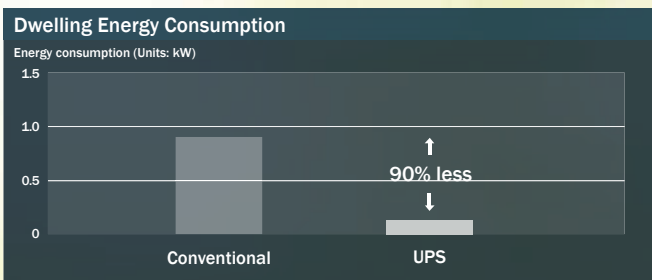 Dwelling Energy Consumption
Energy consumption (Units: kW)
1.5
1.0
0.5
0
90% less
Conventional
UPS